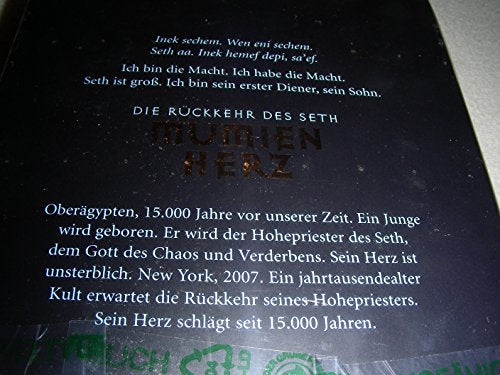 Inek sechem. Wen eni sechem.
Seth aa. Inek hemef depi, sa'ef.
Ich bin die Macht. Ich habe die Macht.
Seth ist groß. Ich bin sein erster Diener, sein Sohn.
DIE RÜCKKEHR DES SETH
MUMIEN
HERZ
Oberägypten, 15.000 Jahre vor unserer Zeit. Ein Junge
wird geboren. Er wird der Hohepriester des Seth,
dem Gott des Chaos und Verderbens. Sein Herz ist
unsterblich. New York, 2007. Ein jahrtausendealter
Kult erwartet die Rückkehr seines Hohepriesters.
Sein Herz schlägt seit 15.000 Jahren.